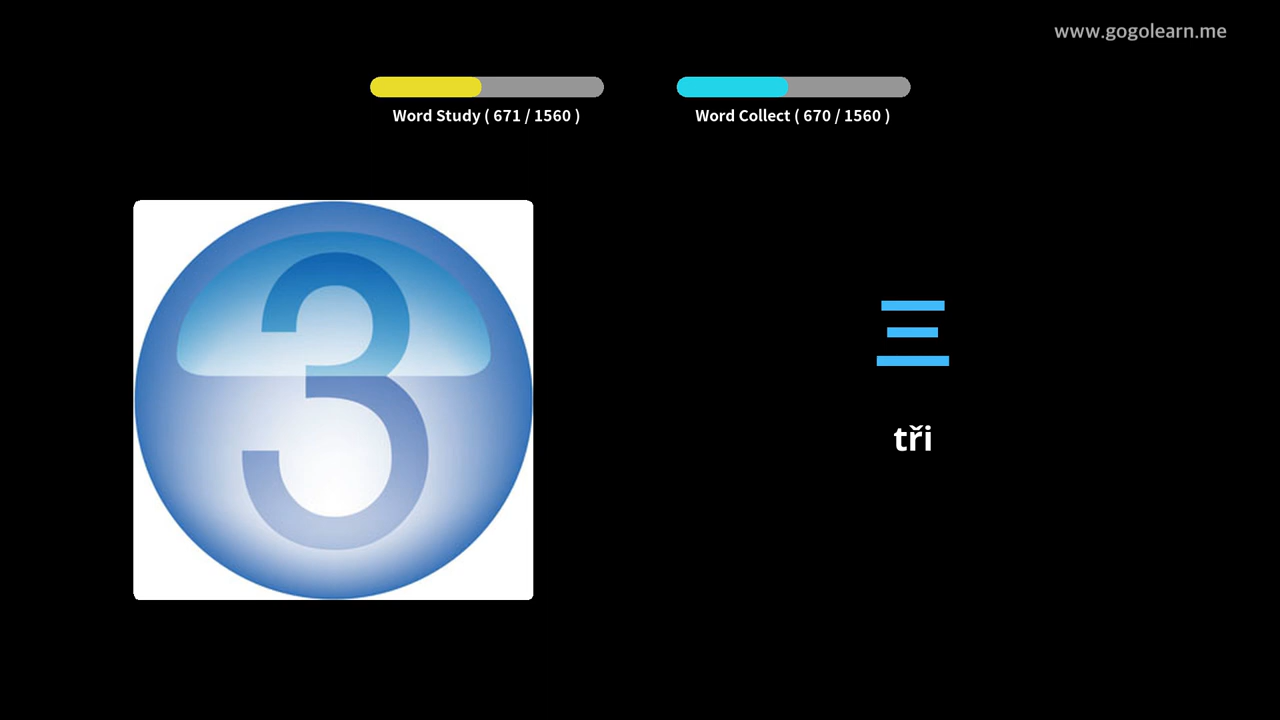 www.gogolearn.me
Word Study ( 671 / 1560 )
Word Collect ( 670 / 1560 )
3
三
tři